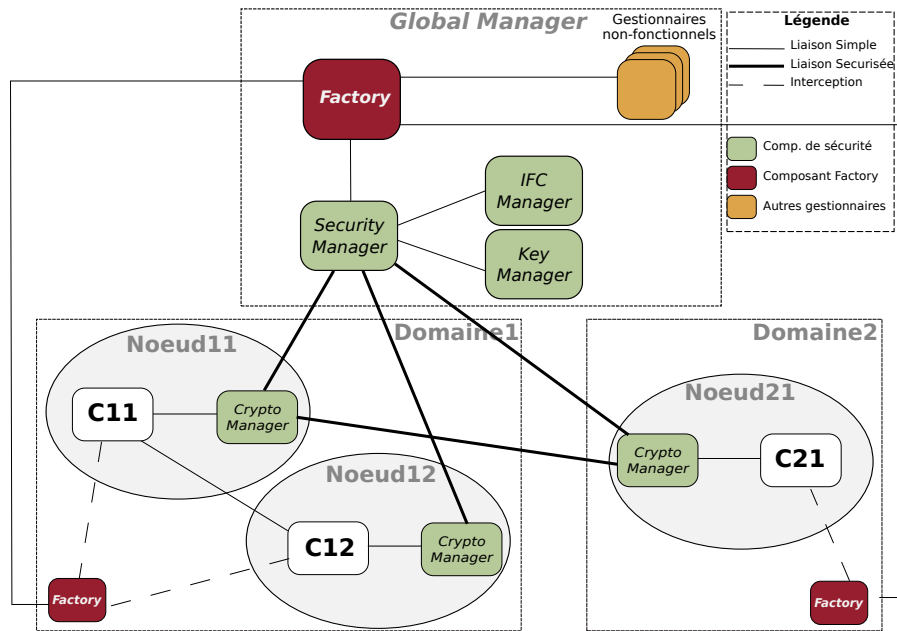 Global Manager
Gestionnaires
non-fonctionnels
Factory
Security
Manager
IFC
Manager
Key
Manager
Légende
Liaison Simple
Liaison Securisée
Interception
Comp. de sécurité
Composant Factory
Autres gestionnaires
Domaine1
Noeud11
C11
Crypto
Manager
Noeud12
C12
Crypto
Manager
Factory
Domaine2
Noeud21
Crypto
Manager
C21
Factory